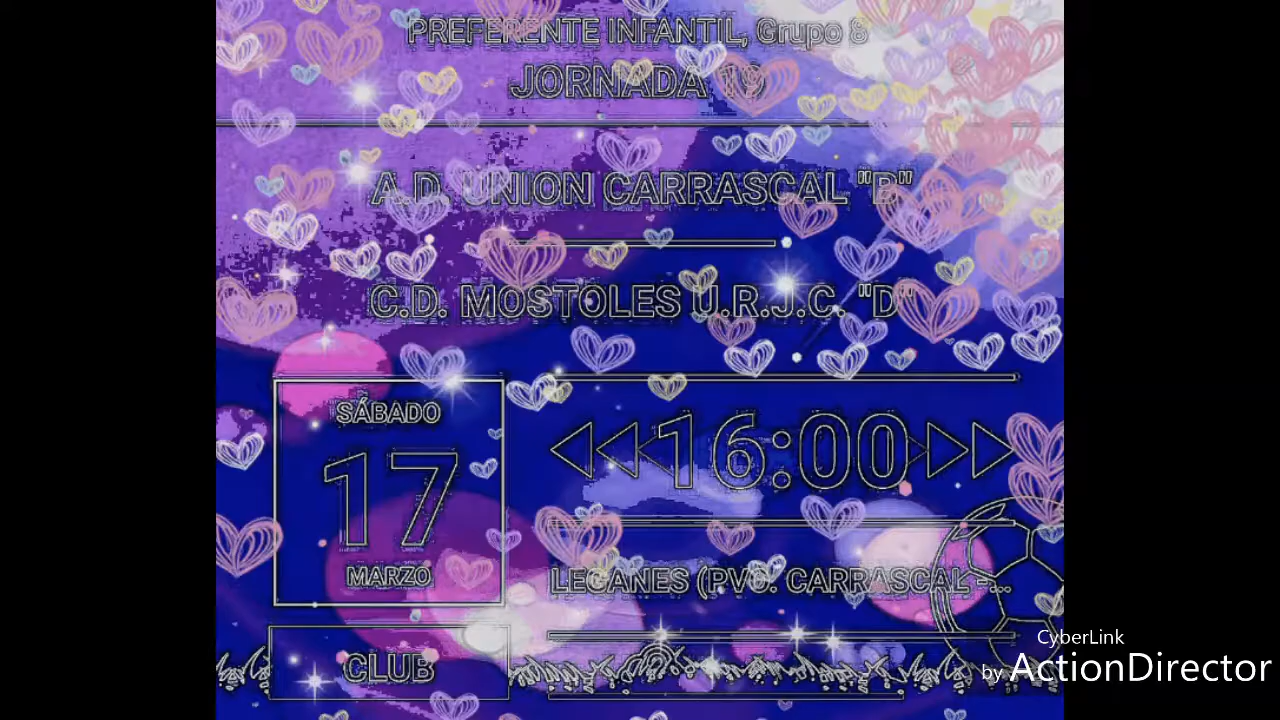 PREFERENTE INFANTIL, Grupo 8
JORNADA 19
A.D. UNION CARRASCAL "B"
C.D. MOSTOLES U.R.J.C. "D"
SÁBADO
17
MARZO
16:00
LEGANES (PVO. CARRASCAL -...
CLUB
CyberLink
by ActionDirector